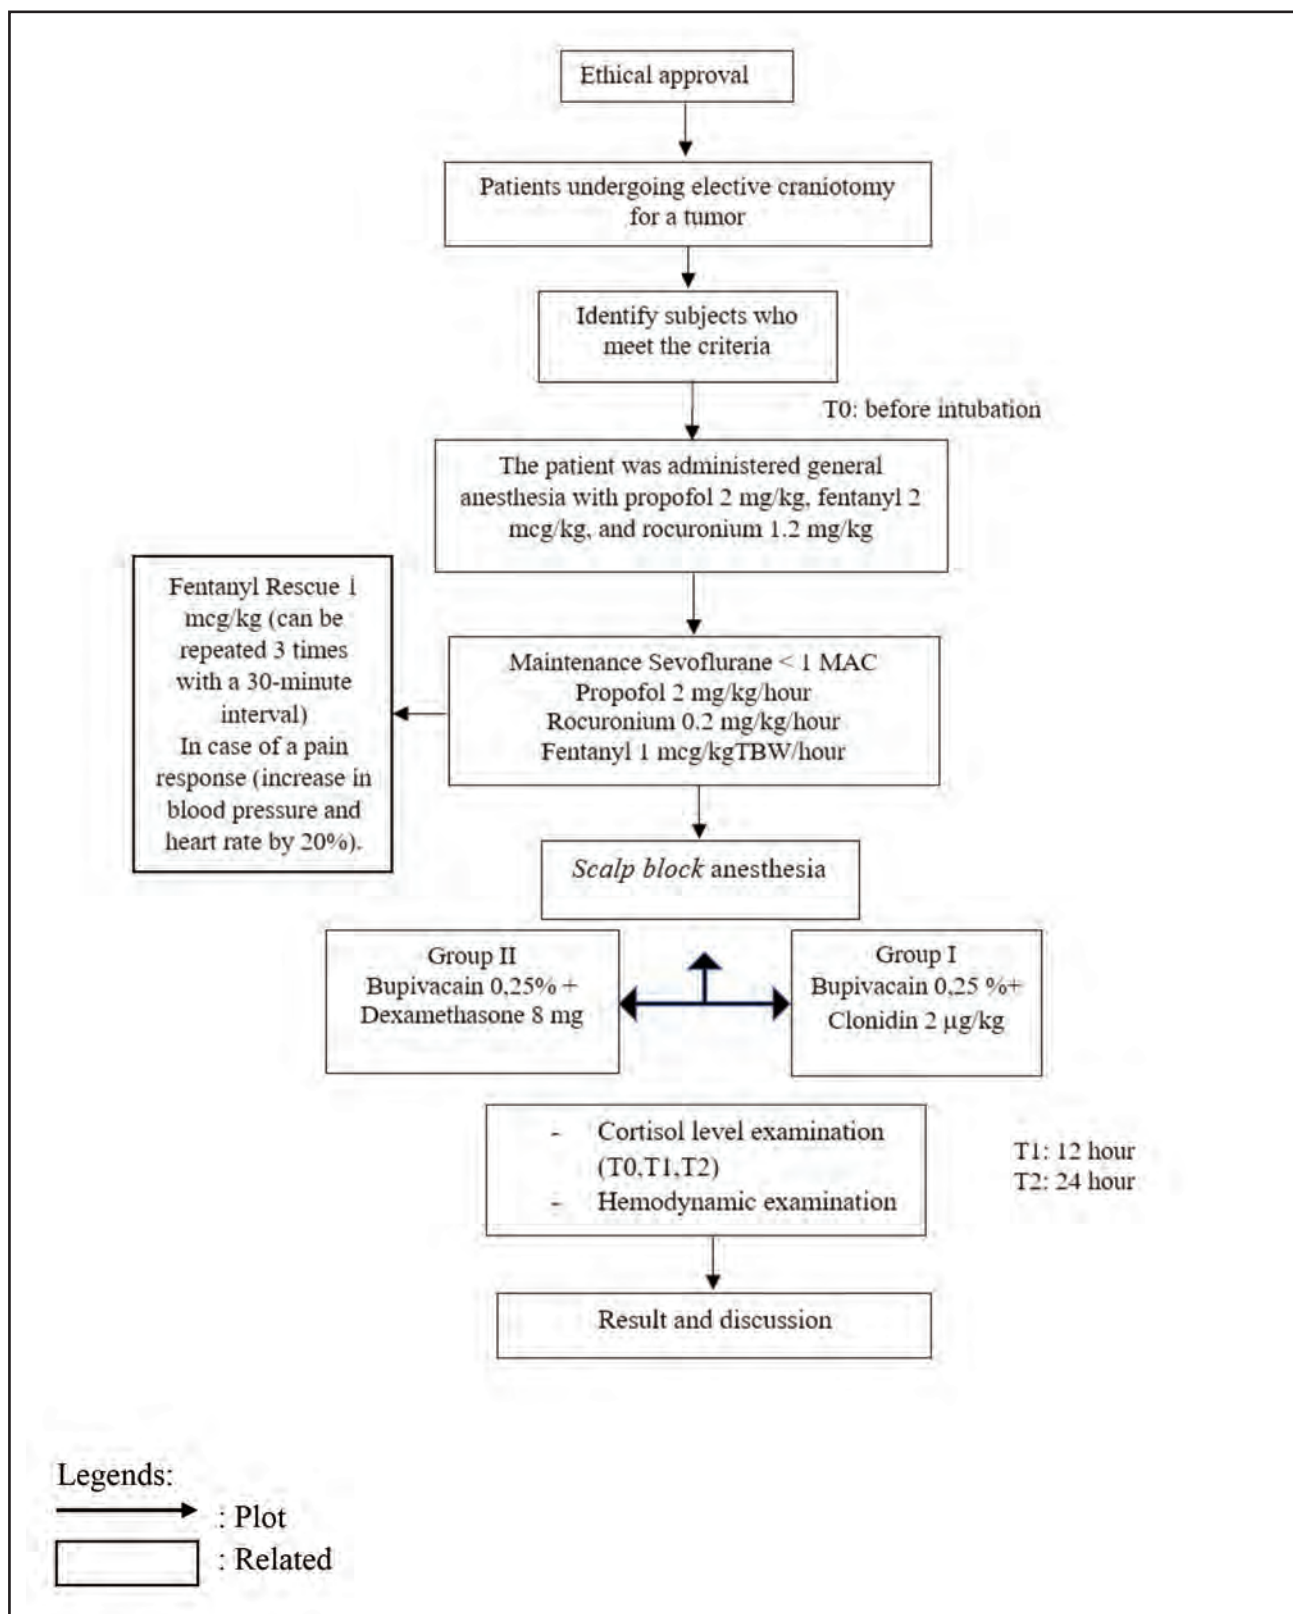 Ethical approval
Patients undergoing elective craniotomy
for a tumor
Identify subjects who
meet the criteria
T0: before intubation
The patient was administered general
anesthesia with propofol 2 mg/kg, fentanyl 2
mcg/kg, and rocuronium 1.2 mg/kg
Fentanyl Rescue 1
mcg/kg (can be
repeated 3 times
with a 30-minute
interval)
In case of a pain
response (increase in
blood pressure and
heart rate by 20%).
Maintenance Sevoflurane < 1 MAC
Propofol 2 mg/kg/hour
Rocuronium 0.2 mg/kg/hour
Fentanyl 1 mcg/kgTBW/hour
Scalp block anesthesia
Group II
Bupivacain 0,25% +
Dexamethasone 8 mg
Group I
Bupivacain 0,25 %+
Clonidin 2 µg/kg
- Cortisol level examination
(T0,T1,T2)
- Hemodynamic examination
T1: 12 hour
T2: 24 hour
Result and discussion
Legends:
: Plot
: Related